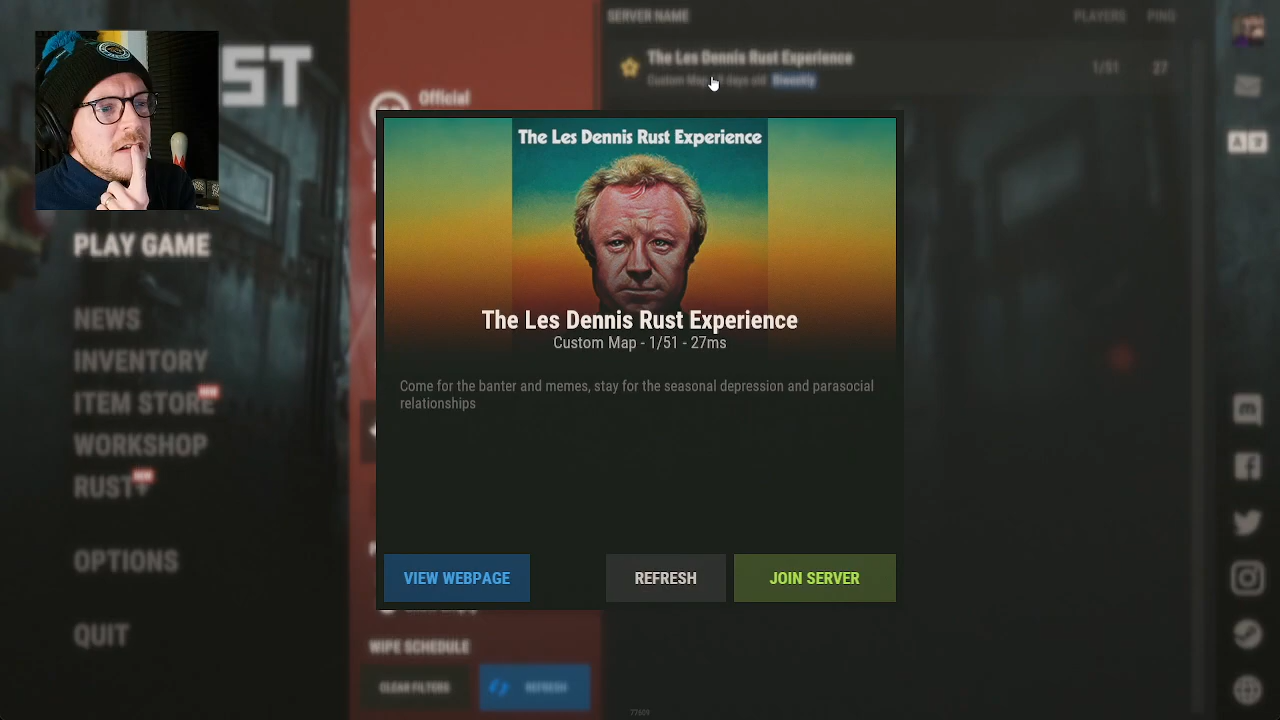 ST
SERVER NAME
PLAYERS
PING
The Les Dennis Rust Experience
1/51
27
Official
The Les Dennis Rust Experience
The Les Dennis Rust Experience
Custom Map - 1/51 - 27ms
Come for the banter and memes, stay for the seasonal depression and parasocial
relationships
VIEW WEBPAGE
REFRESH
JOIN SERVER
PLAY GAME
NEWS
INVENTORY
ITEM STORE
WORKSHOP
RUST+
OPTIONS
QUIT
WIPE SCHEDULE
CLEAR FILTERS
REFRESH